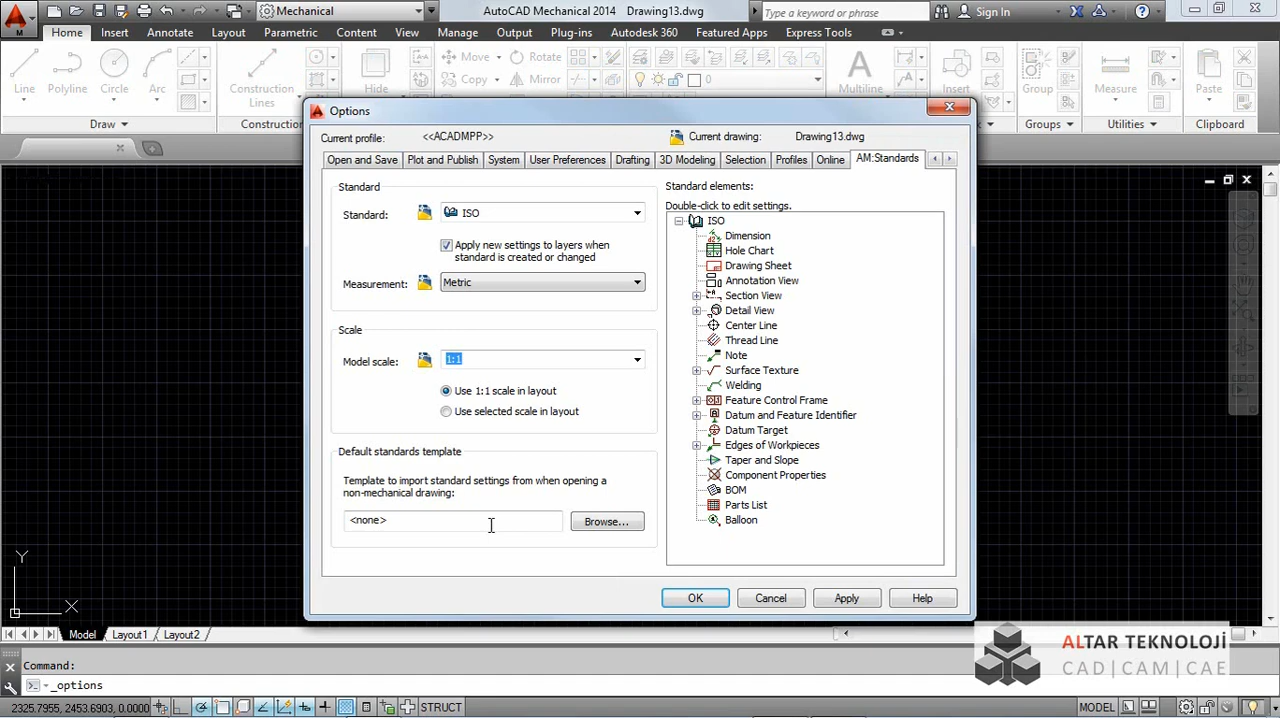 Mechanical
AutoCAD Mechanical 2014 Drawing13.dwg
Type a keyword or phrase
Sign In
Home Insert Annotate Layout Parametric Content View Manage Output Plug-ins Autodesk 360 Featured Apps Express Tools
Line Polyline Circle Arc
Construction
Lines
Hide
Move
Rotate
Copy
Mirror
0
Multiline
Text
Insert
Group
Measure
Paste
Draw
Groups
Utilities
Clipboard
Options
Current profile: <<ACADMPP>>
Current drawing: Drawing13.dwg
Open and Save Plot and Publish System User Preferences Drafting 3D Modeling Selection Profiles Online AM:Standards
Standard
Standard: ISO
Apply new settings to layers when
standard is created or changed
Measurement: Metric
Scale
Model scale: 1:1
Use 1:1 scale in layout
Use selected scale in layout
Default standards template
Template to import standard settings from when opening a
non-mechanical drawing:
<none>
Browse...
Standard elements:
Double-click to edit settings.
ISO
Dimension
Hole Chart
Drawing Sheet
Annotation View
Section View
Detail View
Center Line
Thread Line
Note
Surface Texture
Welding
Feature Control Frame
Datum and Feature Identifier
Datum Target
Edges of Workpieces
Taper and Slope
Component Properties
BOM
Parts List
Balloon
OK Cancel Apply Help
Y
X
Model Layout1 Layout2
Command:
_options
2325.7955, 2453.6903, 0.0000
STRUCT
MODEL
ALTAR TEKNOLOJİ
CAD|CAM|CAE